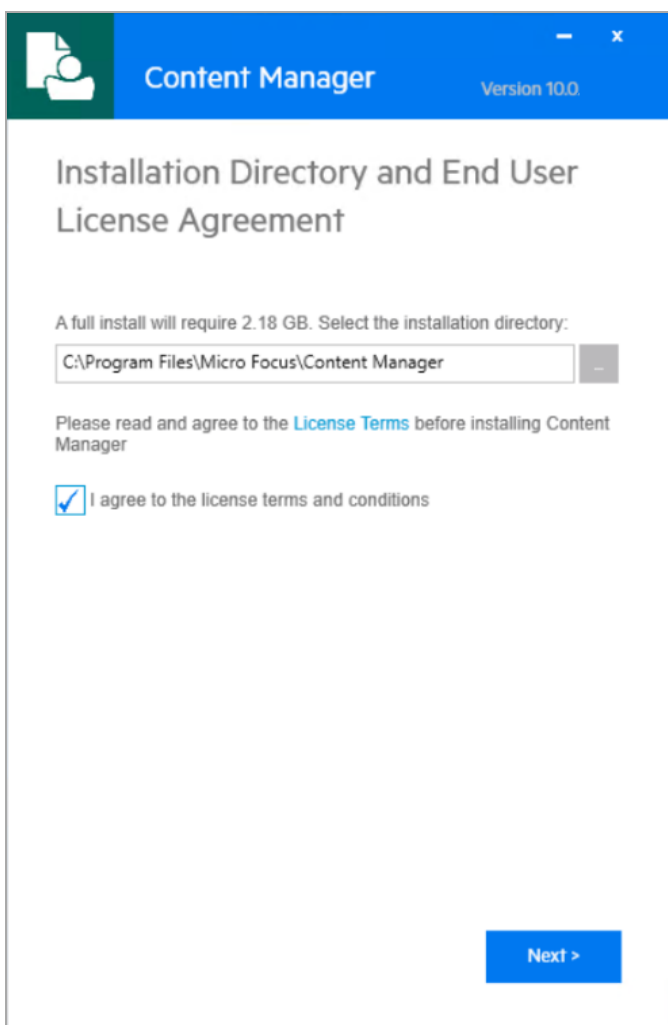 Content Manager
Version 10.0.
Installation Directory and End User
License Agreement
A full install will require 2.18 GB. Select the installation directory:
C:\Program Files\Micro Focus\Content Manager
...
Please read and agree to the License Terms before installing Content
Manager
I agree to the license terms and conditions
Next >